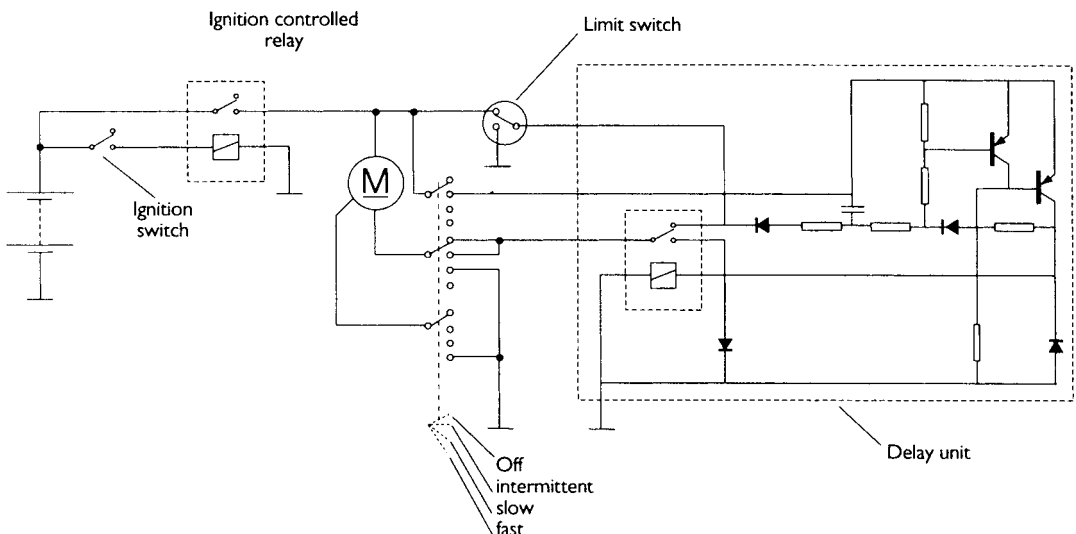 Ignition controlled
relay
Limit switch
M
Ignition
switch
Off
intermittent
slow
fast
Delay unit